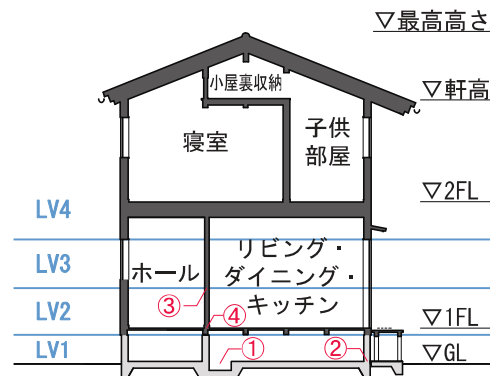 ▽最高高さ
小屋裏収納
▽軒高
寝室
子供
部屋
▽2FL
LV4
リビング・
ダイニング・
キッチン
LV3
ホール
③
④
LV2
▽1FL
LV1
①
②
▽GL